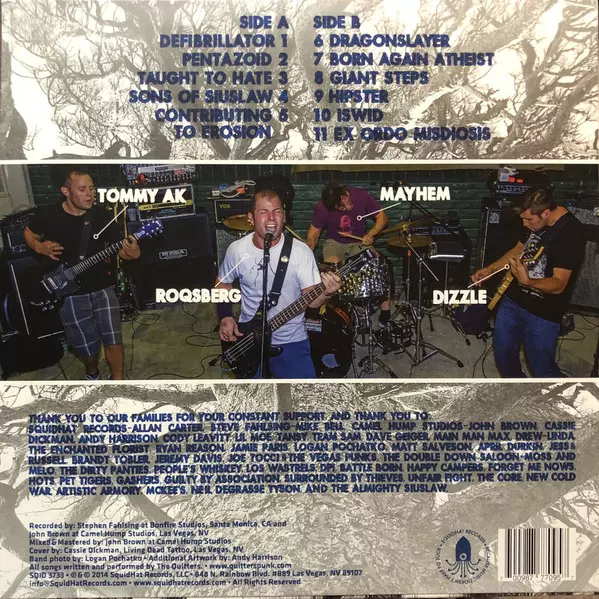 SIDE A
DEFIBRILLATOR 1
PENTAZOID 2
TAUGHT TO HATE 3
SONS OF SIUSLAW 4
CONTRIBUTING 5
TO EROSION
SIDE B
6 DRAGONSLAYER
7 BORN AGAIN ATHEIST
8 GIANT STEPS
9 HIPSTER
10 ISWID
11 EX ORDO MISDIOSIS
TOMMY AK
MAYHEM
ROQSBERG
DIZZLE
THANK YOU TO OUR FAMILIES FOR YOUR CONSTANT SUPPORT. AND THANK YOU TO:
SQUIDHAT RECORDS-ALLAN CARTER, STEVE FAHLSING-MIKE BELL, CAMEL HUMP STUDIOS-JOHN BROWN, CASSIE
DICKMAN, ANDY HARRISON, CODY LEAVITT, LIL MOE, TANSY, TRAM SAM, DAVE GEIGER, MAIN MAN MAX, DREW-LINDA,
THE ENCHANTED FOREST, RYAN REASON, JAMIE PARIS, LOGAN POCHATKO, MATT BALVESON, APRIL DURKIN, JESS
RUSSELL, BRANDY TOBLER, JEREMY DAVIS, JOE TOCCI-THE VEGAS PUNKS, THE DOUBLE DOWN SALOON-MOSS AND
MELO, THE DIRTY PANTIES, PEOPLE'S WHISKEY, LOS WASTRELS, DPI, BATTLE BORN, HAPPY CAMPERS, FORGET ME NOWS,
HOTS, PET TIGERS, GASHERS, GUILTY BY ASSOCIATION, SURROUNDED BY THIEVES, UNFAIR FIGHT, THE CORE, NEW COLD
WAR, ARTISTIC ARMORY, MCKEE'S, NEIL DEGRASSE TYSON, AND THE ALMIGHTY SIUSLAW.
Recorded by: Stephen Fahlsing at Bonfire Studios, Santa Monica, CA and
John Brown at Camel Hump Studios, Las Vegas, NV
Mixed & Mastered by: John Brown at Camel Hump Studios
Cover by: Cassie Dickman, Living Dead Tattoo, Las Vegas, NV
Band photo by: Logan Pochatko • Additional Artwork by: Andy Harrison
All songs written and performed by The Quitters. www.quitterspunk.com
SQID 3733 • ℗ & © 2014 SquidHat Records, LLC • 848 N. Rainbow Blvd. #889 Las Vegas, NV 89107
info@SquidHatRecords.com • www.squidhatrecords.com